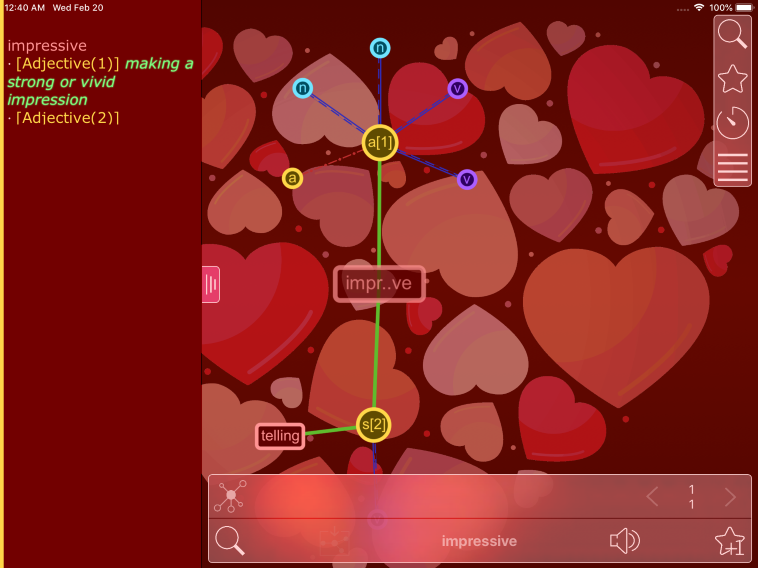 12:40 AM Wed Feb 20
100%
impressive
· [Adjective(1)] making a
strong or vivid
impression
· [Adjective(2)]
n
n
v
a[1]
a
v
impr..ve
s[2]
telling
1
1
impressive